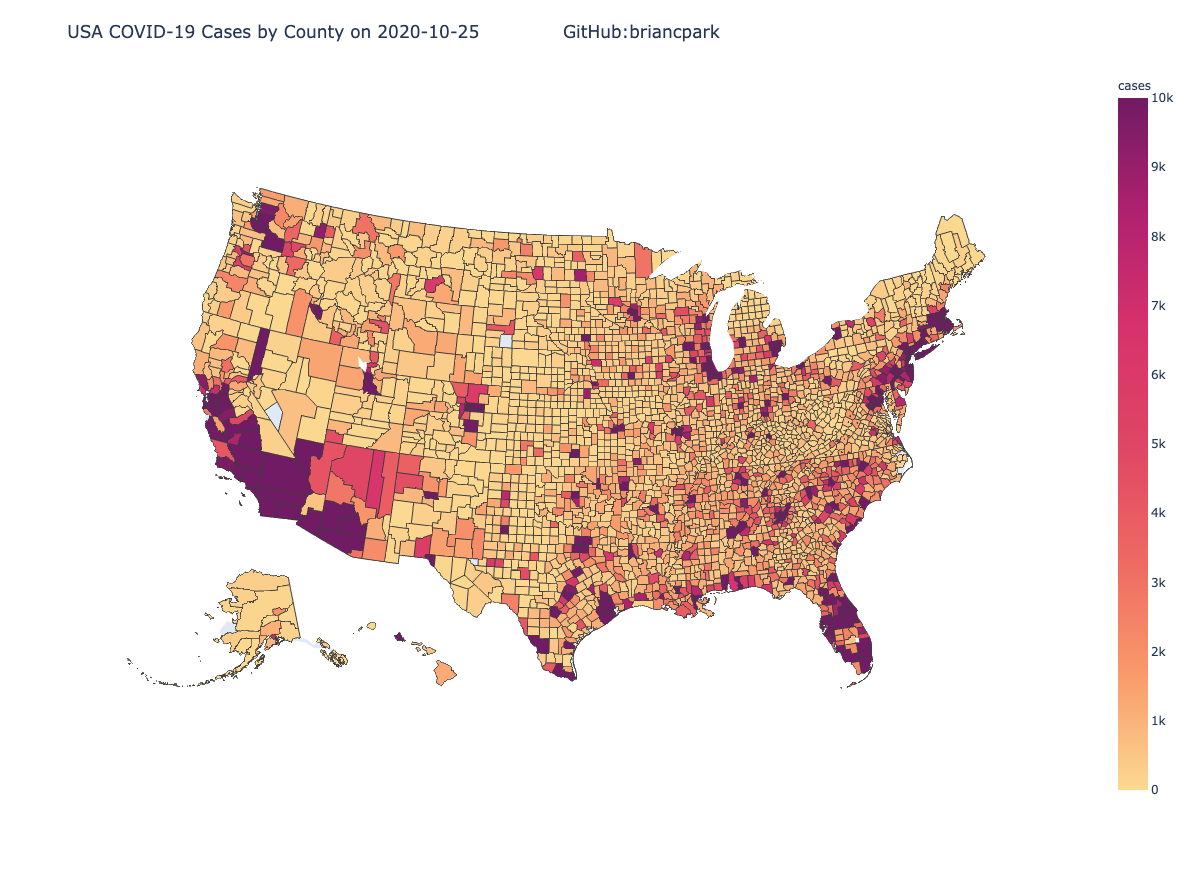 USA COVID-19 Cases by County on 2020-10-25 GitHub:briancpark
cases
10k
9k
8k
7k
6k
5k
4k
3k
2k
1k
0